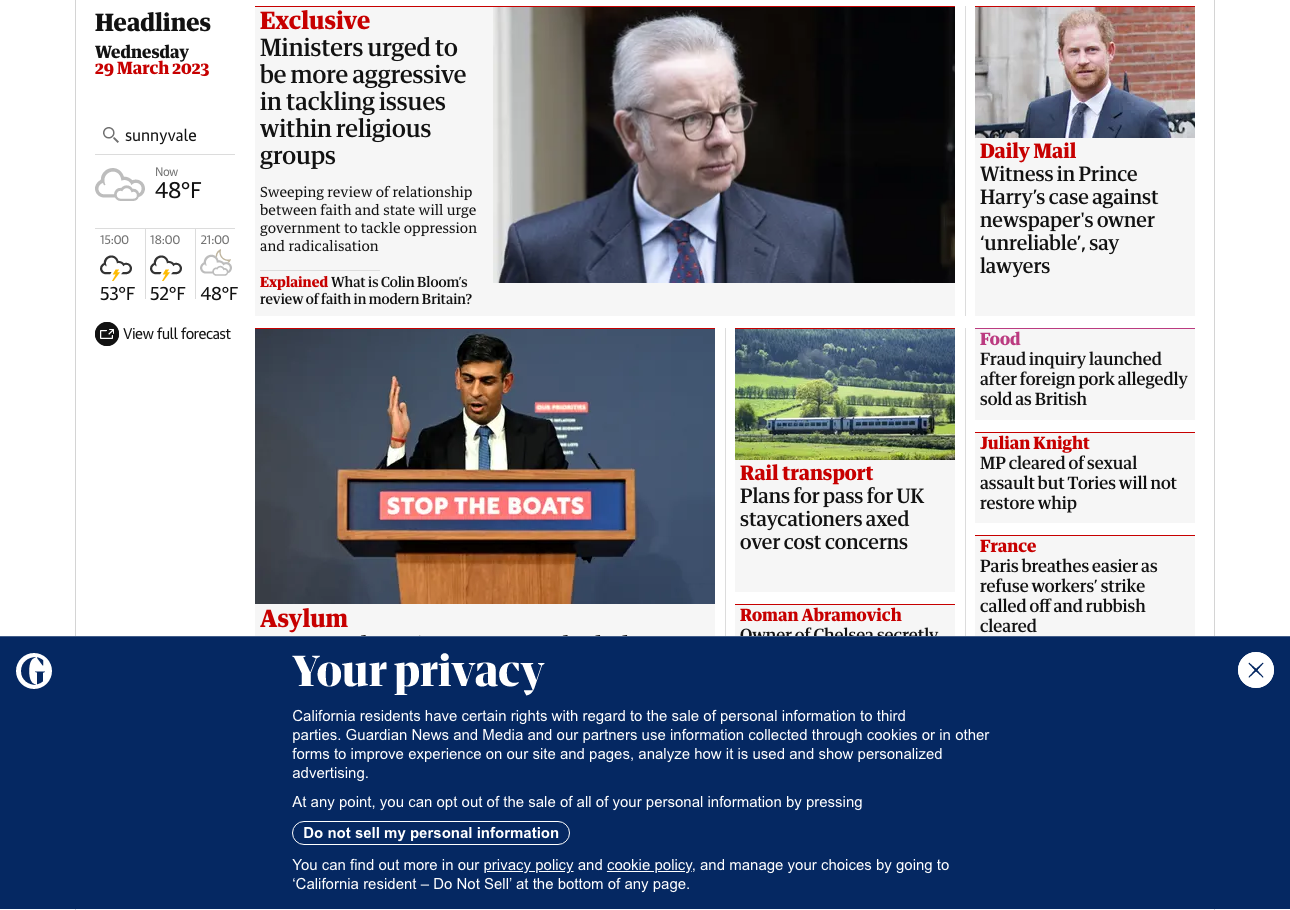 Headlines
Wednesday
29 March 2023
sunnyvale
Now
48°F
15:00
53°F
18:00
52°F
21:00
48°F
View full forecast
Exclusive
Ministers urged to
be more aggressive
in tackling issues
within religious
groups
Sweeping review of relationship
between faith and state will urge
government to tackle oppression
and radicalisation
Explained What is Colin Bloom's
review of faith in modern Britain?
Daily Mail
Witness in Prince
Harry's case against
newspaper's owner
'unreliable', say
lawyers
OUR PRIORITIES
STOP THE BOATS
Asylum
Rail transport
Plans for pass for UK
staycationers axed
over cost concerns
Roman Abramovich
Owner of Chelsea secretly
Food
Fraud inquiry launched
after foreign pork allegedly
sold as British
Julian Knight
MP cleared of sexual
assault but Tories will not
restore whip
France
Paris breathes easier as
refuse workers' strike
called off and rubbish
cleared
G
Your privacy
California residents have certain rights with regard to the sale of personal information to third
parties. Guardian News and Media and our partners use information collected through cookies or in other
forms to improve experience on our site and pages, analyze how it is used and show personalized
advertising.
At any point, you can opt out of the sale of all of your personal information by pressing
Do not sell my personal information
You can find out more in our privacy policy and cookie policy, and manage your choices by going to
‘California resident – Do Not Sell’ at the bottom of any page.